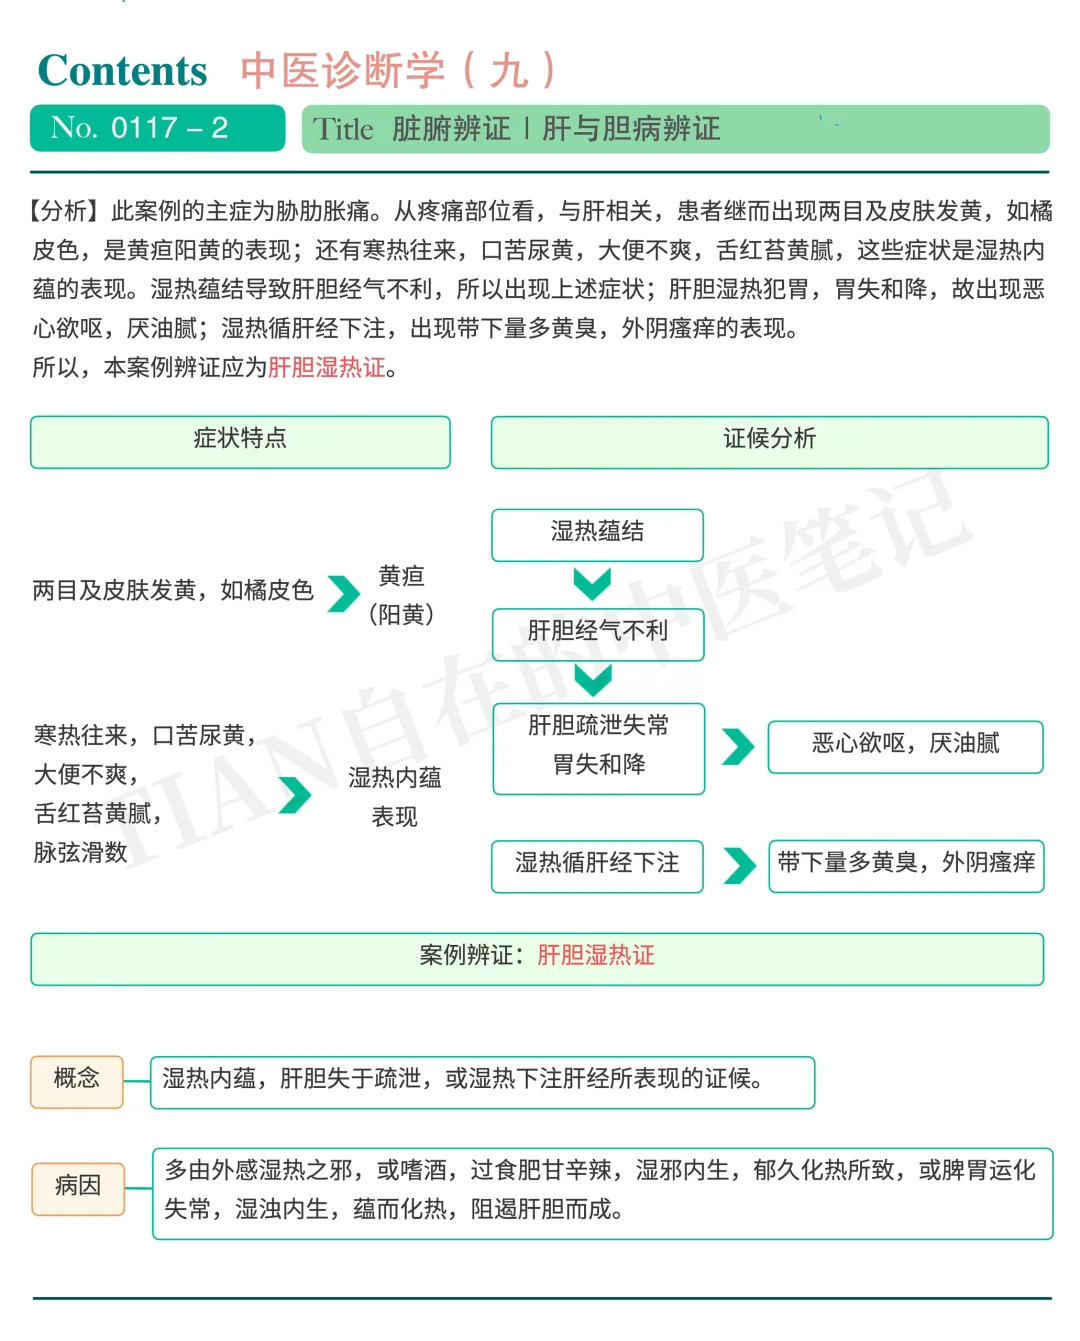 Contents 中医诊断学（九）
No. 0117 – 2
Title 脏腑辨证 | 肝与胆病辨证
【分析】此案例的主症为胁肋胀痛。从疼痛部位看，与肝相关，患者继而出现两目及皮肤发黄，如橘
皮色，是黄疸阳黄的表现；还有寒热往来，口苦尿黄，大便不爽，舌红苔黄腻，这些症状是湿热内
蕴的表现。湿热蕴结导致肝胆经气不利，所以出现上述症状；肝胆湿热犯胃，胃失和降，故出现恶
心欲呕，厌油腻；湿热循肝经下注，出现带下量多黄臭，外阴瘙痒的表现。
所以，本案例辨证应为肝胆湿热证。
症状特点
两目及皮肤发黄，如橘皮色
黄疸
（阳黄）
寒热往来，口苦尿黄，
大便不爽，
舌红苔黄腻，
脉弦滑数
湿热内蕴
表现
证候分析
湿热蕴结
肝胆经气不利
肝胆疏泄失常
胃失和降
恶心欲呕，厌油腻
湿热循肝经下注
带下量多黄臭，外阴瘙痒
案例辨证：肝胆湿热证
概念
湿热内蕴，肝胆失于疏泄，或湿热下注肝经所表现的证候。
病因
多由外感湿热之邪，或嗜酒，过食肥甘辛辣，湿邪内生，郁久化热所致，或脾胃运化
失常，湿浊内生，蕴而化热，阻遏肝胆而成。
TIAN自在的中医笔记